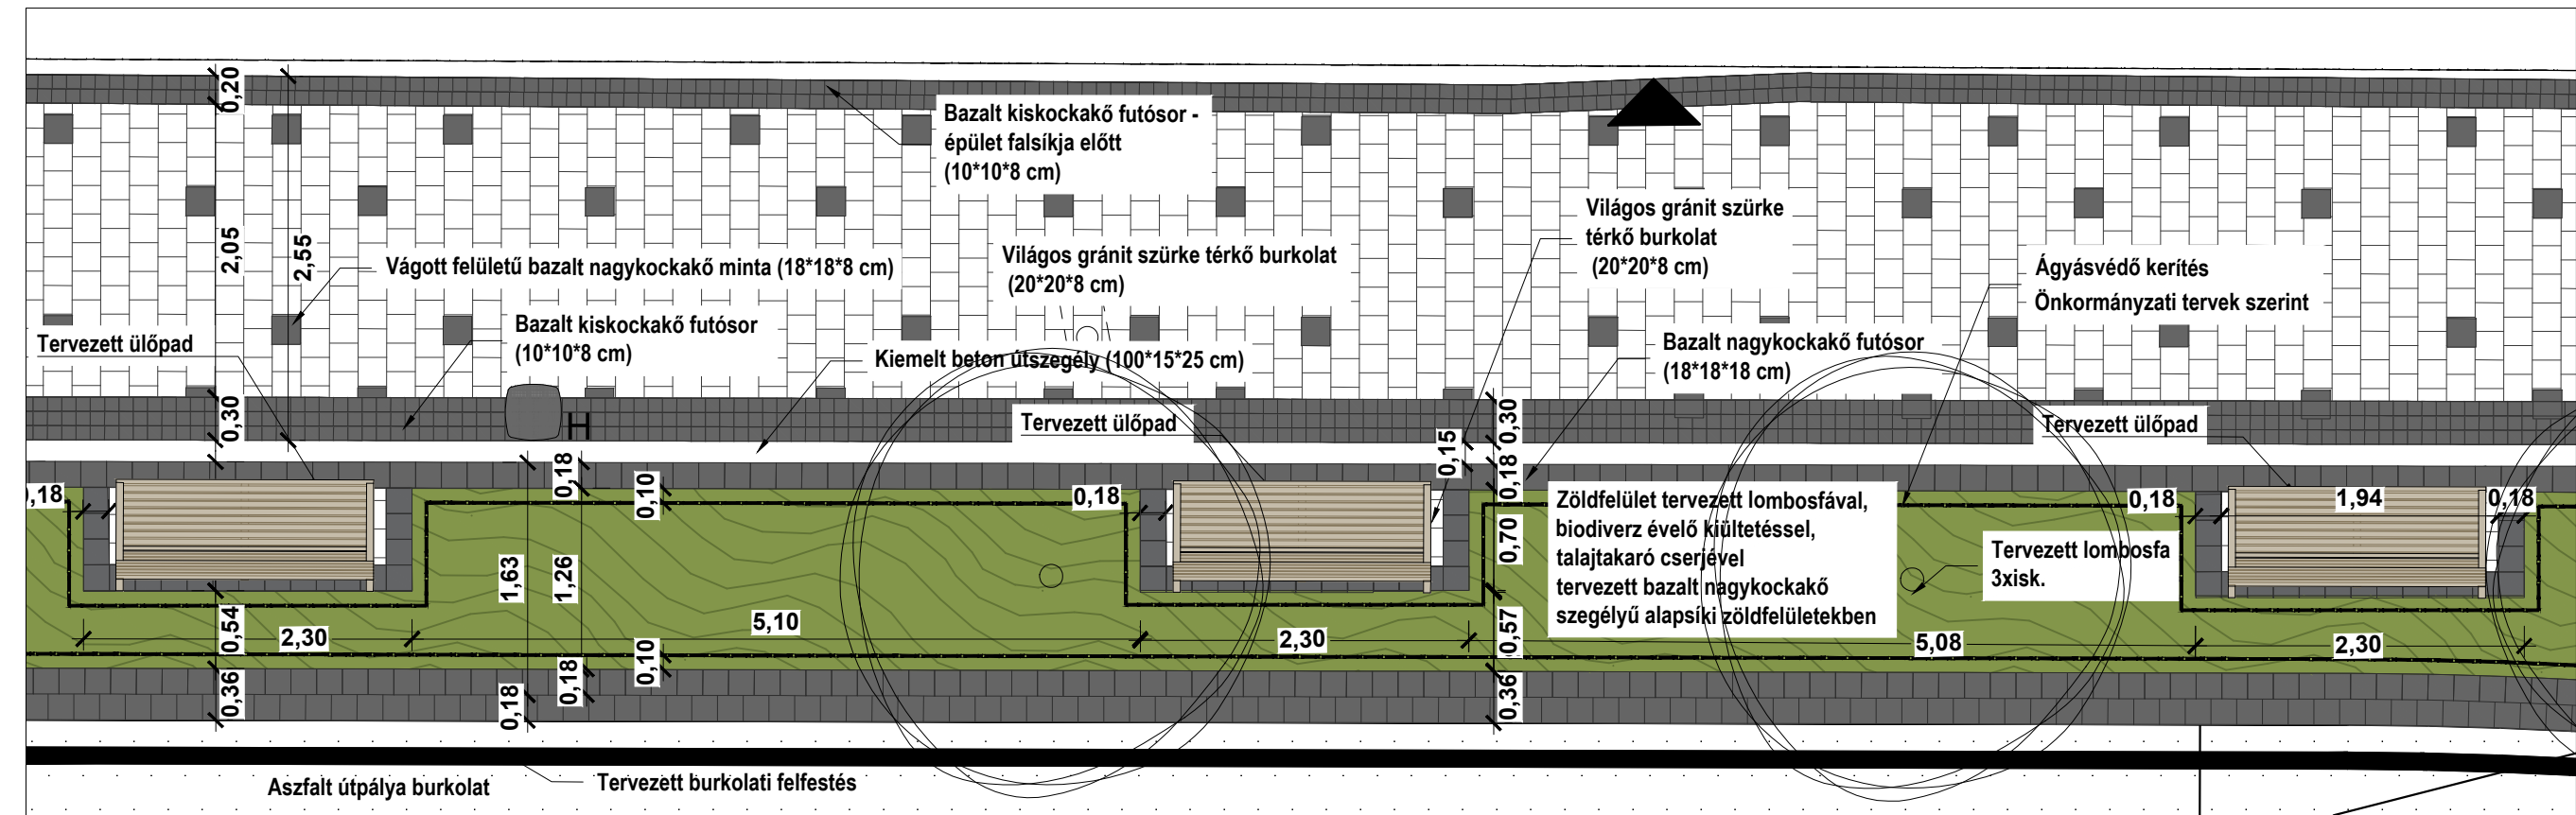 0,20
2,05
2,55
0,30
Bazalt kiskockakő futósor -
épület falsíkja előtt
(10*10*8 cm)
Világos gránit szürke
térkő burkolat
(20*20*8 cm)
Vágott felületű bazalt nagykockakő minta (18*18*8 cm)
Világos gránit szürke térkő burkolat
(20*20*8 cm)
Ágyásvédő kerítés
Önkormányzati tervek szerint
Tervezett ülőpad
Bazalt kiskockakő futósor
(10*10*8 cm)
Kiemelt beton útszegély (100*15*25 cm)
Bazalt nagykockakő futósor
(18*18*18 cm)
H
Tervezett ülőpad
Tervezett ülőpad
0,30
0,15
0,18
0,70
0,57
0,36
,18
0,18
0,10
0,18
0,18
1,94
0,18
Zöldfelület tervezett lombosfával,
biodiverz évelő kiültetéssel,
talajtakaró cserjével
tervezett bazalt nagykockakő
szegélyű alapsíki zöldfelületekben
Tervezett lombosfa
3xisk.
1,63
1,26
0,54
2,30
5,10
2,30
5,08
2,30
0,36
0,18
0,18
0,10
Aszfalt útpálya burkolat
Tervezett burkolati felfestés